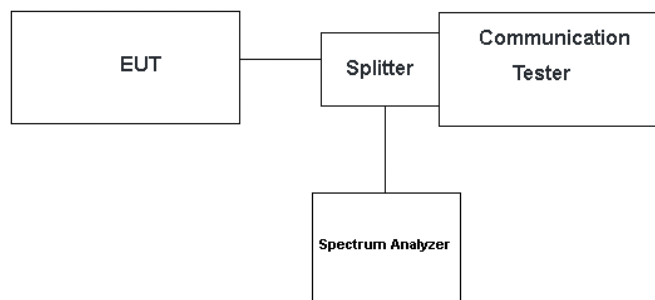 EUT
Splitter
Communication
Tester
Spectrum Analyzer